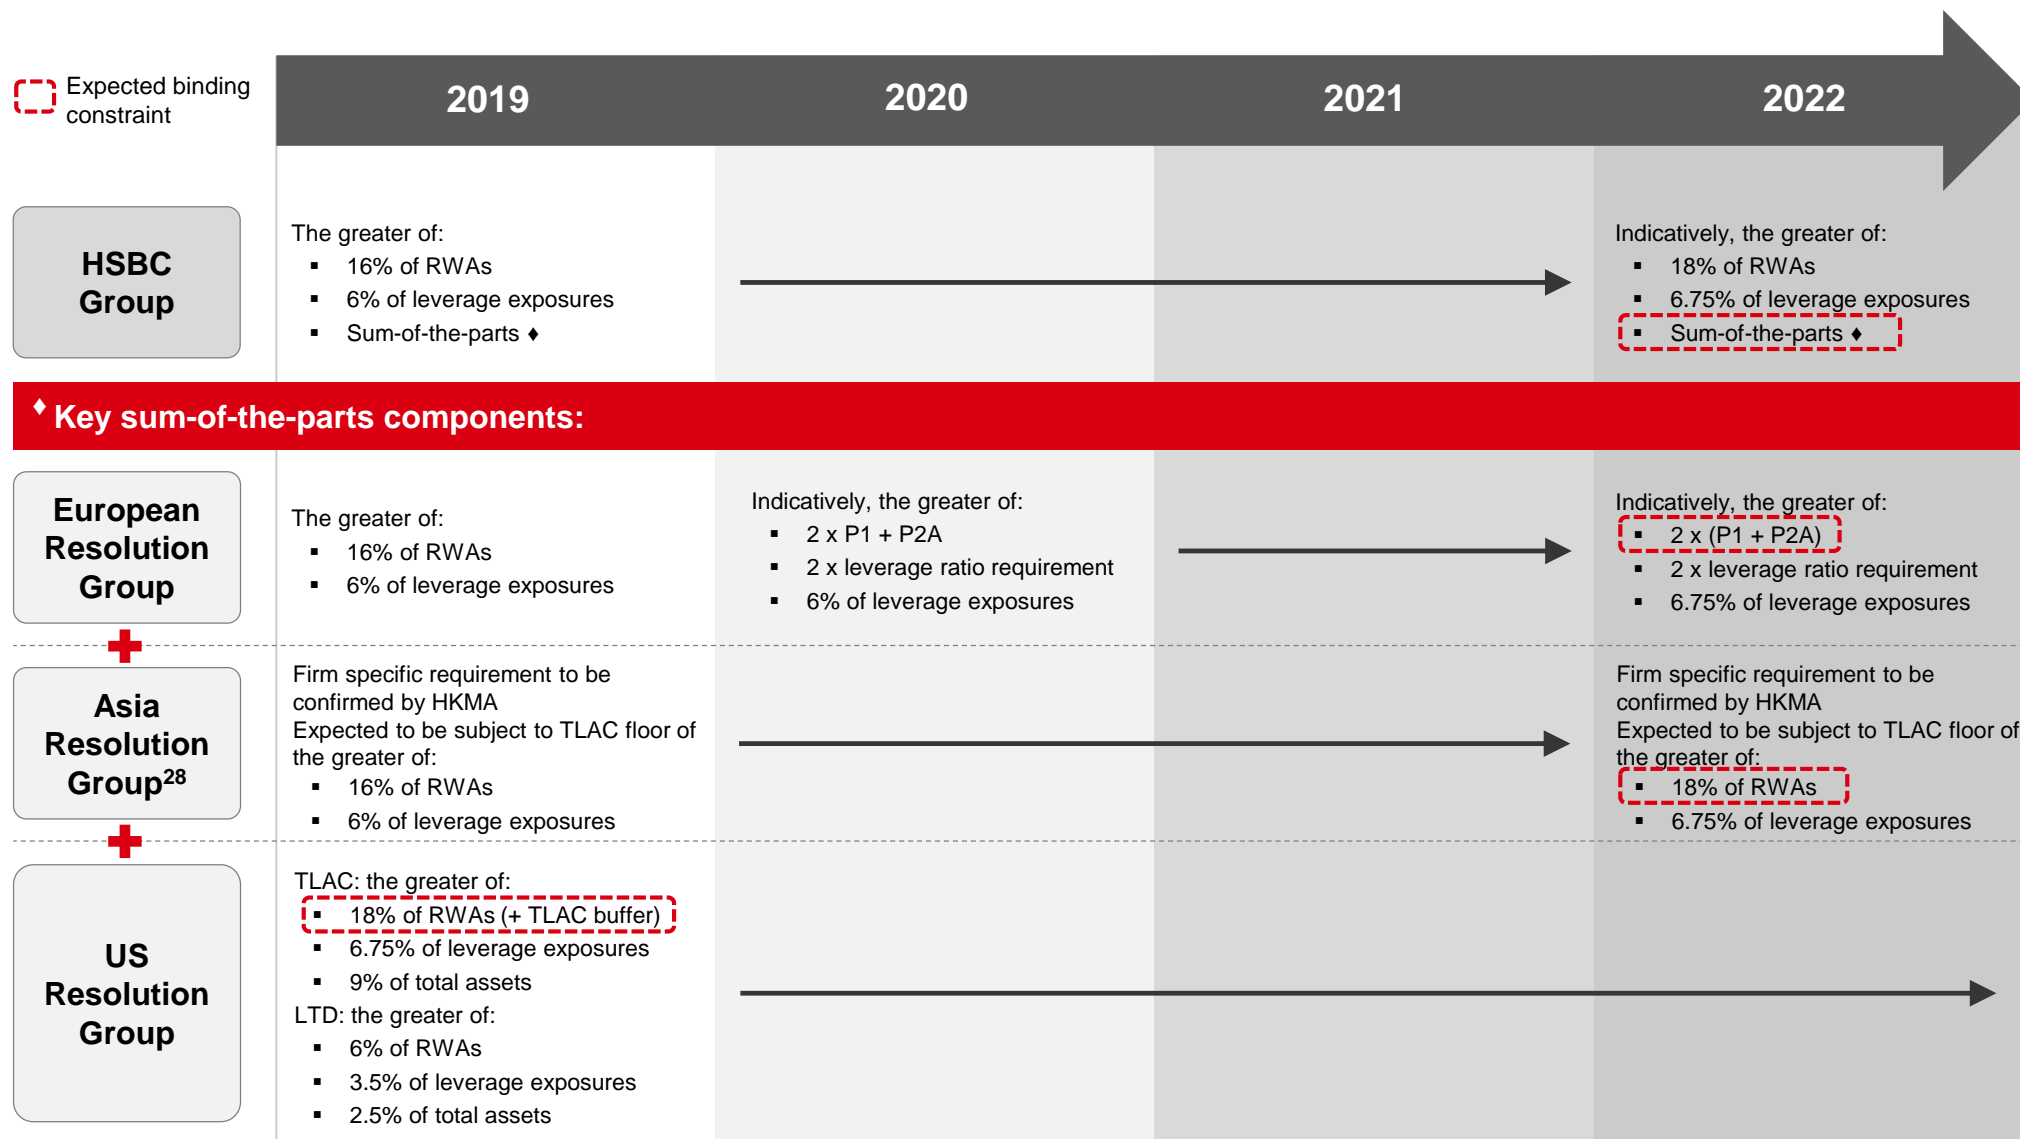 Expected binding
constraint
2019
2020
2021
2022
HSBC
Group
The greater of:
▪ 16% of RWAs
▪ 6% of leverage exposures
▪ Sum-of-the-parts ♦
Indicatively, the greater of:
▪ 18% of RWAs
▪ 6.75% of leverage exposures
▪ Sum-of-the-parts ♦
♦ Key sum-of-the-parts components:
European
Resolution
Group
The greater of:
▪ 16% of RWAs
▪ 6% of leverage exposures
Indicatively, the greater of:
▪ 2 x P1 + P2A
▪ 2 x leverage ratio requirement
▪ 6% of leverage exposures
Indicatively, the greater of:
▪ 2 x (P1 + P2A)
▪ 2 x leverage ratio requirement
▪ 6.75% of leverage exposures
Asia
Resolution
Group28
Firm specific requirement to be
confirmed by HKMA
Expected to be subject to TLAC floor of
the greater of:
▪ 16% of RWAs
▪ 6% of leverage exposures
Firm specific requirement to be
confirmed by HKMA
Expected to be subject to TLAC floor of
the greater of:
▪ 18% of RWAs
▪ 6.75% of leverage exposures
US
Resolution
Group
TLAC: the greater of:
▪ 18% of RWAs (+ TLAC buffer)
▪ 6.75% of leverage exposures
▪ 9% of total assets
LTD: the greater of:
▪ 6% of RWAs
▪ 3.5% of leverage exposures
▪ 2.5% of total assets